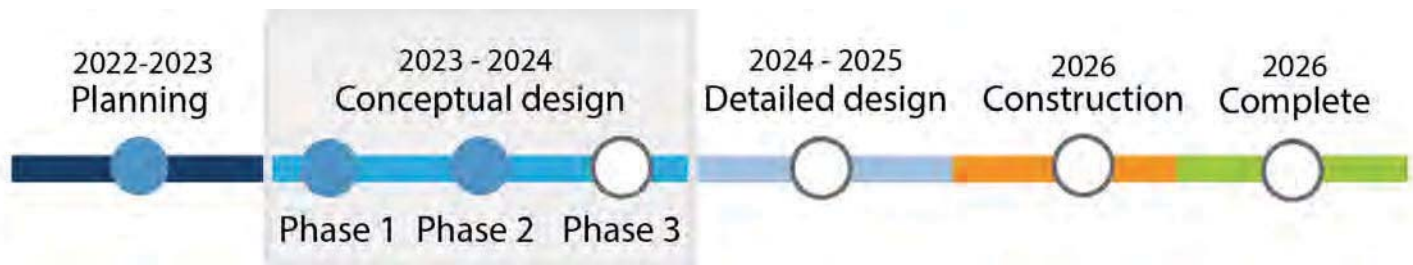 2022-2023
Planning
2023 - 2024
Conceptual design
Phase 1
Phase 2
Phase 3
2024 - 2025
Detailed design
2026
Construction
2026
Complete